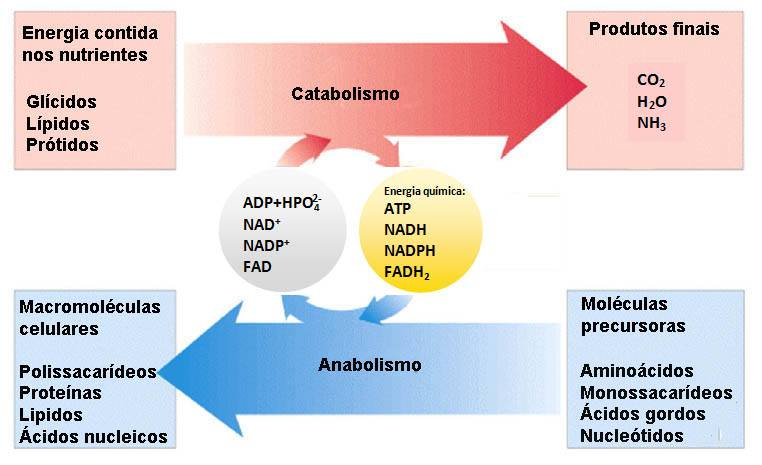 Energia contida
nos nutrientes
Glícidos
Lípidos
Prótidos
Catabolismo
Produtos finais
CO₂
H₂O
NH₃
ADP+HPO₄²⁻
NAD⁺
NADP⁺
FAD
Energia química:
ATP
NADH
NADPH
FADH₂
Macromoléculas
celulares
Polissacarídeos
Proteínas
Lipidos
Ácidos nucleicos
Anabolismo
Moléculas
precursoras
Aminoácidos
Monossacarídeos
Ácidos gordos
Nucleótidos